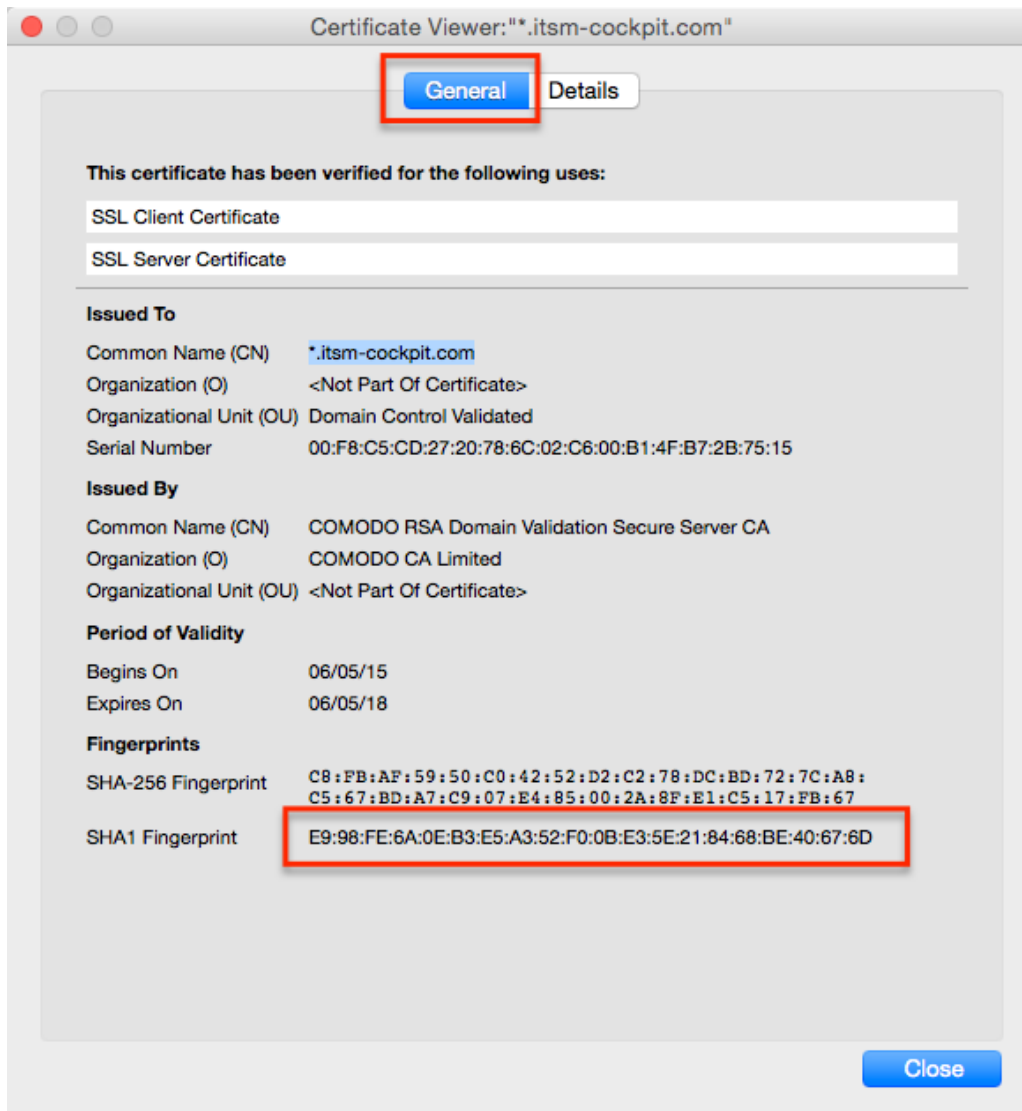 Certificate Viewer:"*.itsm-cockpit.com"
General Details
This certificate has been verified for the following uses:
SSL Client Certificate
SSL Server Certificate
Issued To
Common Name (CN) *.itsm-cockpit.com
Organization (O) <Not Part Of Certificate>
Organizational Unit (OU) Domain Control Validated
Serial Number 00:F8:C5:CD:27:20:78:6C:02:C6:00:B1:4F:B7:2B:75:15
Issued By
Common Name (CN) COMODO RSA Domain Validation Secure Server CA
Organization (O) COMODO CA Limited
Organizational Unit (OU) <Not Part Of Certificate>
Period of Validity
Begins On 06/05/15
Expires On 06/05/18
Fingerprints
SHA-256 Fingerprint C8:FB:AF:59:50:C0:42:52:D2:C2:78:DC:BD:72:7C:A8:
C5:67:BD:A7:C9:07:E4:85:00:2A:8F:E1:C5:17:FB:67
SHA1 Fingerprint E9:98:FE:6A:0E:B3:E5:A3:52:F0:0B:E3:5E:21:84:68:BE:40:67:6D
Close